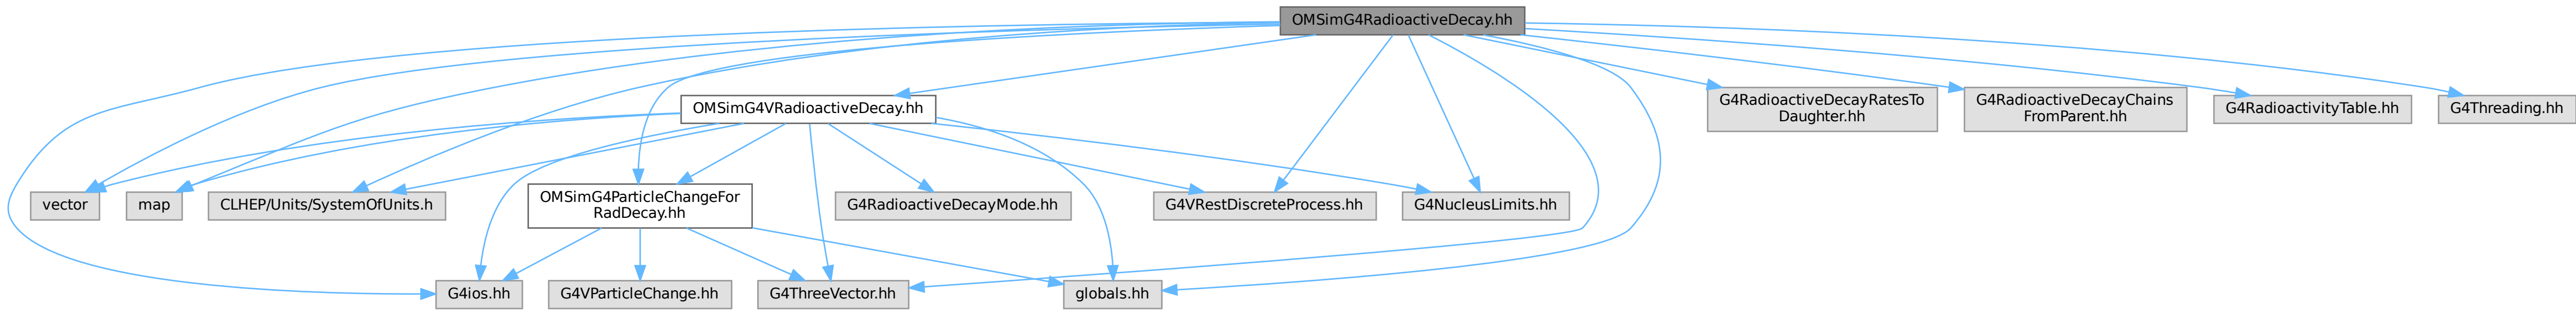 OMSimG4RadioactiveDecay.hh
OMSimG4VRadioactiveDecay.hh
G4RadioactiveDecayRatesTo
Daughter.hh
G4RadioactiveDecayChains
FromParent.hh
G4RadioactivityTable.hh
G4Threading.hh
vector
map
CLHEP/Units/SystemOfUnits.h
OMSimG4ParticleChangeFor
RadDecay.hh
G4RadioactiveDecayMode.hh
G4VRestDiscreteProcess.hh
G4NucleusLimits.hh
G4ios.hh
G4VParticleChange.hh
G4ThreeVector.hh
globals.hh